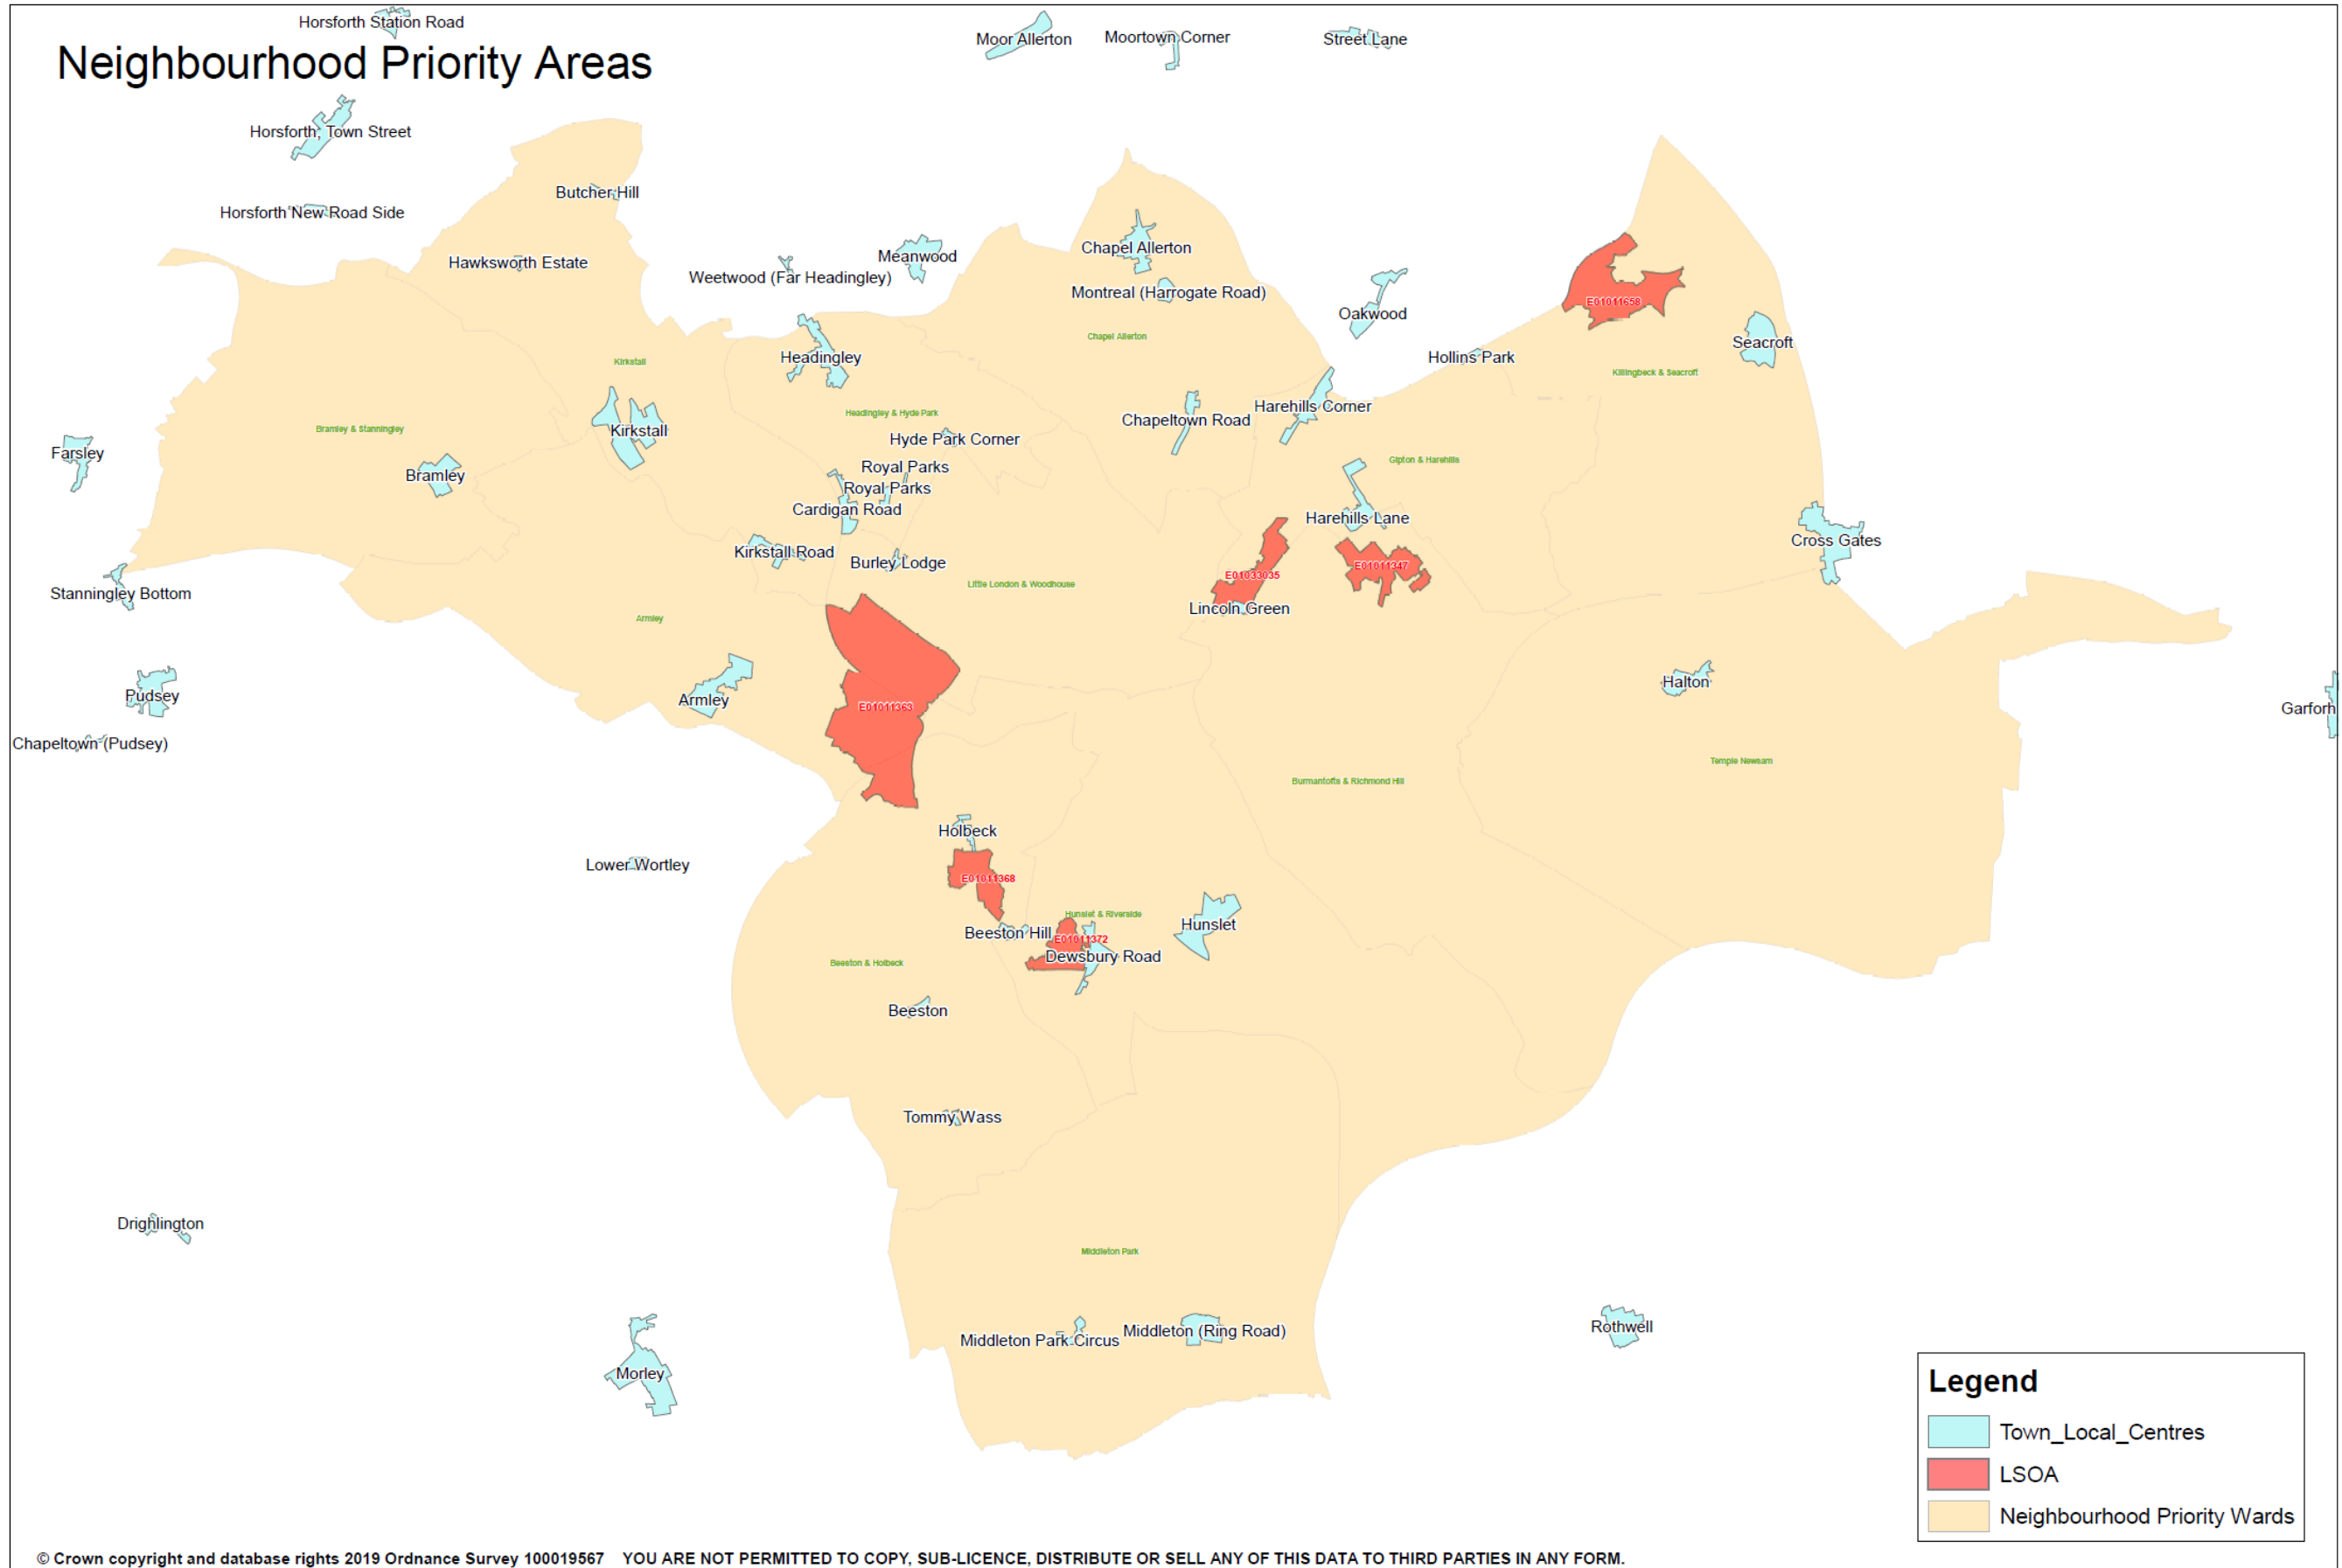 Horsforth Station Road
Moor Allerton
Moortown Corner
Street Lane
Neighbourhood Priority Areas
Horsforth, Town Street
Butcher Hill
Horsforth New Road Side
Hawksworth Estate
Chapel Allerton
Meanwood
Weetwood (Far Headingley)
Montreal (Harrogate Road)
E01011658
Oakwood
Chapel Allerton
Seacroft
Headingley
Hollins Park
Kirkstall
Killingbeck & Seacroft
Harehills Corner
Headingley & Hyde Park
Chapeltown Road
Bramley & Stanningley
Kirkstall
Hyde Park Corner
Farsley
Gipton & Harehills
Royal Parks
Bramley
Royal Parks
Cardigan Road
Harehills Lane
Cross Gates
Kirkstall Road
Burley Lodge
E01011347
E01033035
Little London & Woodhouse
Stanningley Bottom
Lincoln Green
Armley
Halton
Pudsey
Armley
E01011363
Garforh
Chapeltown (Pudsey)
Temple Newsam
Burmantofts & Richmond Hill
Holbeck
Lower Wortley
E01011368
Hunslet & Riverside
Hunslet
Beeston Hill
E01011372
Dewsbury Road
Beeston & Holbeck
Beeston
Tommy Wass
Drighlington
Middleton Park
Rothwell
Middleton (Ring Road)
Middleton Park Circus
Morley
Legend
Town_Local_Centres
LSOA
Neighbourhood Priority Wards
© Crown copyright and database rights 2019 Ordnance Survey 100019567 YOU ARE NOT PERMITTED TO COPY, SUB-LICENCE, DISTRIBUTE OR SELL ANY OF THIS DATA TO THIRD PARTIES IN ANY FORM.